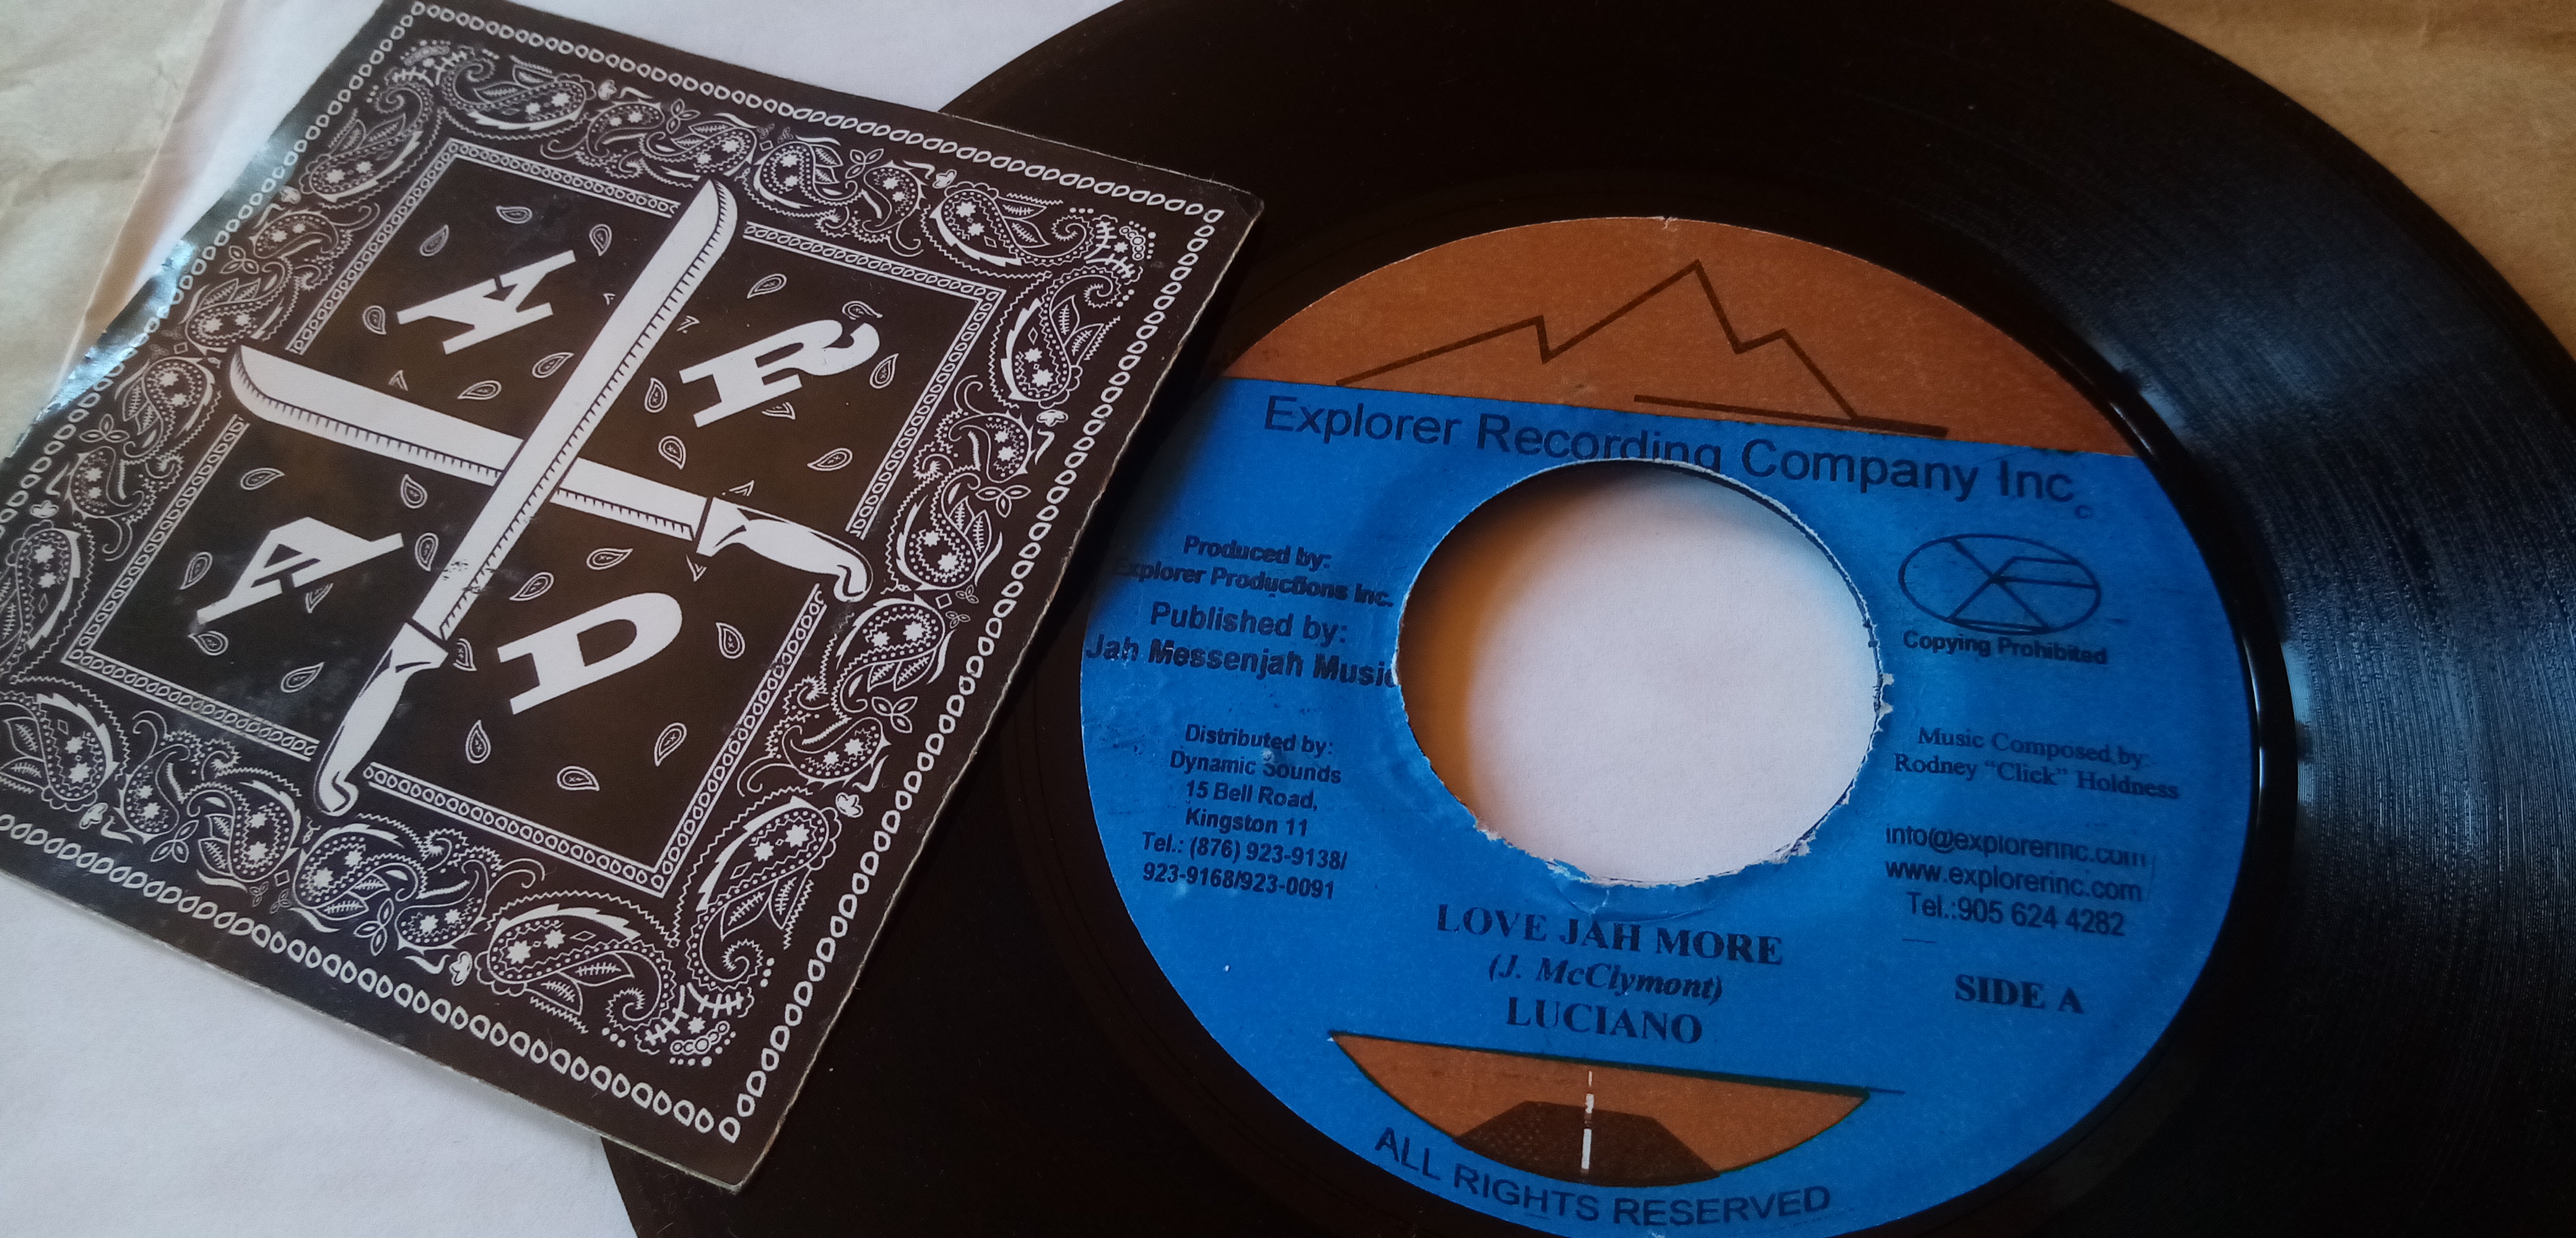 H
A
R
D
Explorer Recording Company Inc
Produced by:
Explorer Productions Inc.
Published by:
Jah Messenjah Music
Distributed by:
Dynamic Sounds
15 Bell Road,
Kingston 11
Tel.: (876) 923-9138/
923-9168/923-0091
Copying Prohibited
Music Composed by:
Rodney “Click” Holdness
info@explorerinc.com
www.explorerinc.com
Tel.:905 624 4282
SIDE A
LOVE JAH MORE
(J. McClymont)
LUCIANO
ALL RIGHTS RESERVED